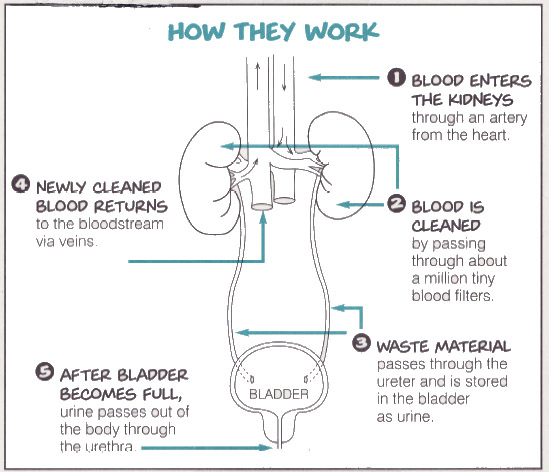 HOW THEY WORK
1 BLOOD ENTERS
THE KIDNEYS
through an artery
from the heart.
2 BLOOD IS
CLEANED
by passing
through about
a million tiny
blood filters.
3 WASTE MATERIAL
passes through the
ureter and is stored
in the bladder
as urine.
4 NEWLY CLEANED
BLOOD RETURNS
to the bloodstream
via veins.
5 AFTER BLADDER
BECOMES FULL,
urine passes out of
the body through
the urethra.
BLADDER